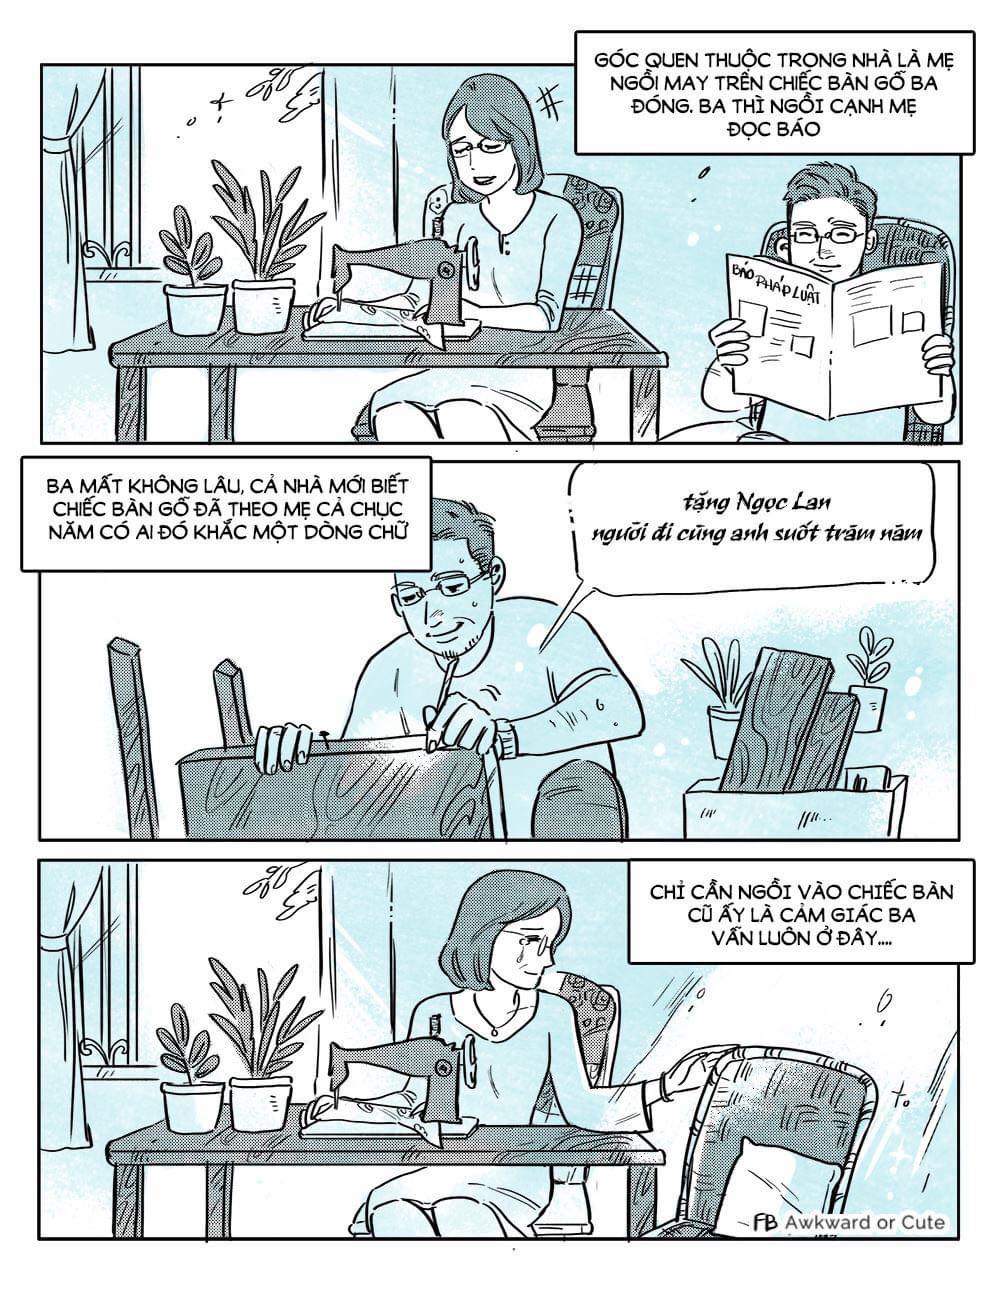 GÓC QUEN THUỘC TRONG NHÀ LÀ MẸ
NGỒI MAY TRÊN CHIẾC BÀN GỖ BA
ĐÓNG. BA THÌ NGỒI CẠNH MẸ
ĐỌC BÁO
BÁO PHÁP LUẬT
BA MẤT KHÔNG LÂU, CẢ NHÀ MỚI BIẾT
CHIẾC BÀN GỖ ĐÃ THEO MẸ CẢ CHỤC
NĂM CÓ AI ĐÓ KHẮC MỘT DÒNG CHỮ
tặng Ngọc Lan
người đi cùng anh suốt trăm năm
CHỈ CẦN NGỒI VÀO CHIẾC BÀN
CŨ ẤY LÀ CẢM GIÁC BA
VẪN LUÔN Ở ĐÂY....
FB Awkward or Cute